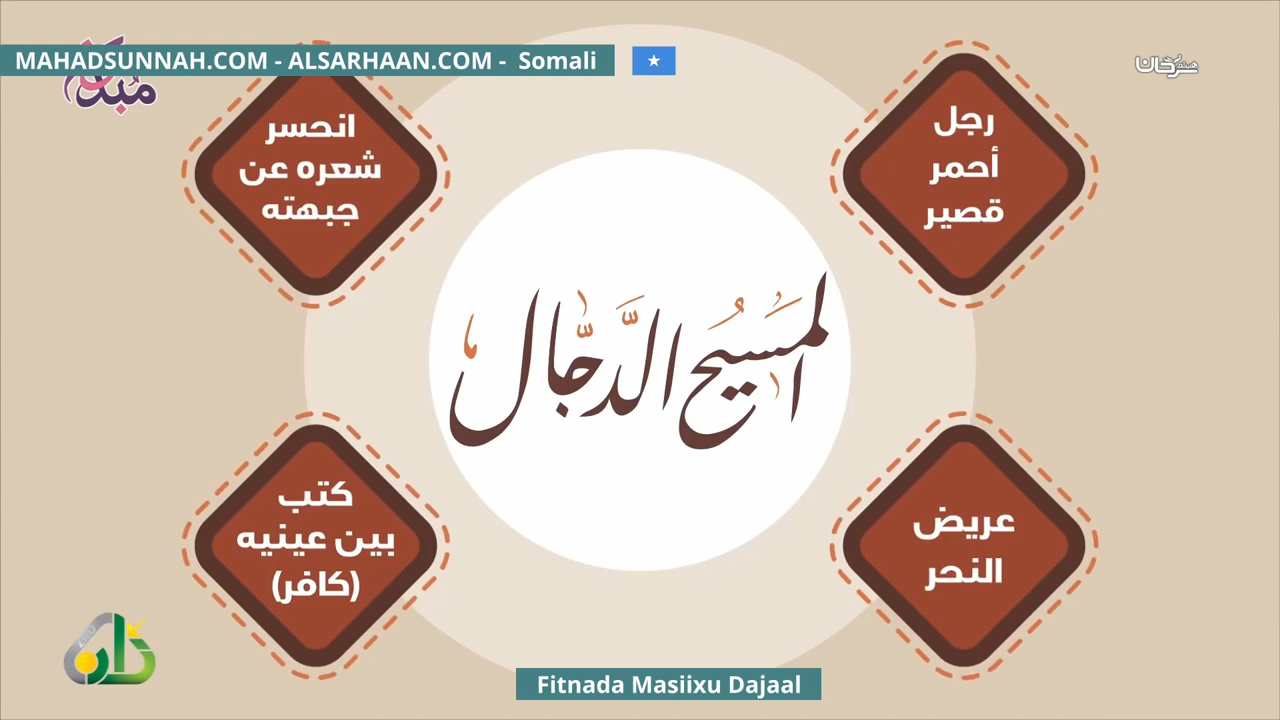 MAHADSUNNAH.COM - ALSARHAAN.COM - Somali
رجل
أحمر
قصير
انحسر
شعره عن
جبهته
المسيح الدجال
عريض
النحر
كتب
بين عينيه
(كافر)
Fitnada Masiixu Dajaal